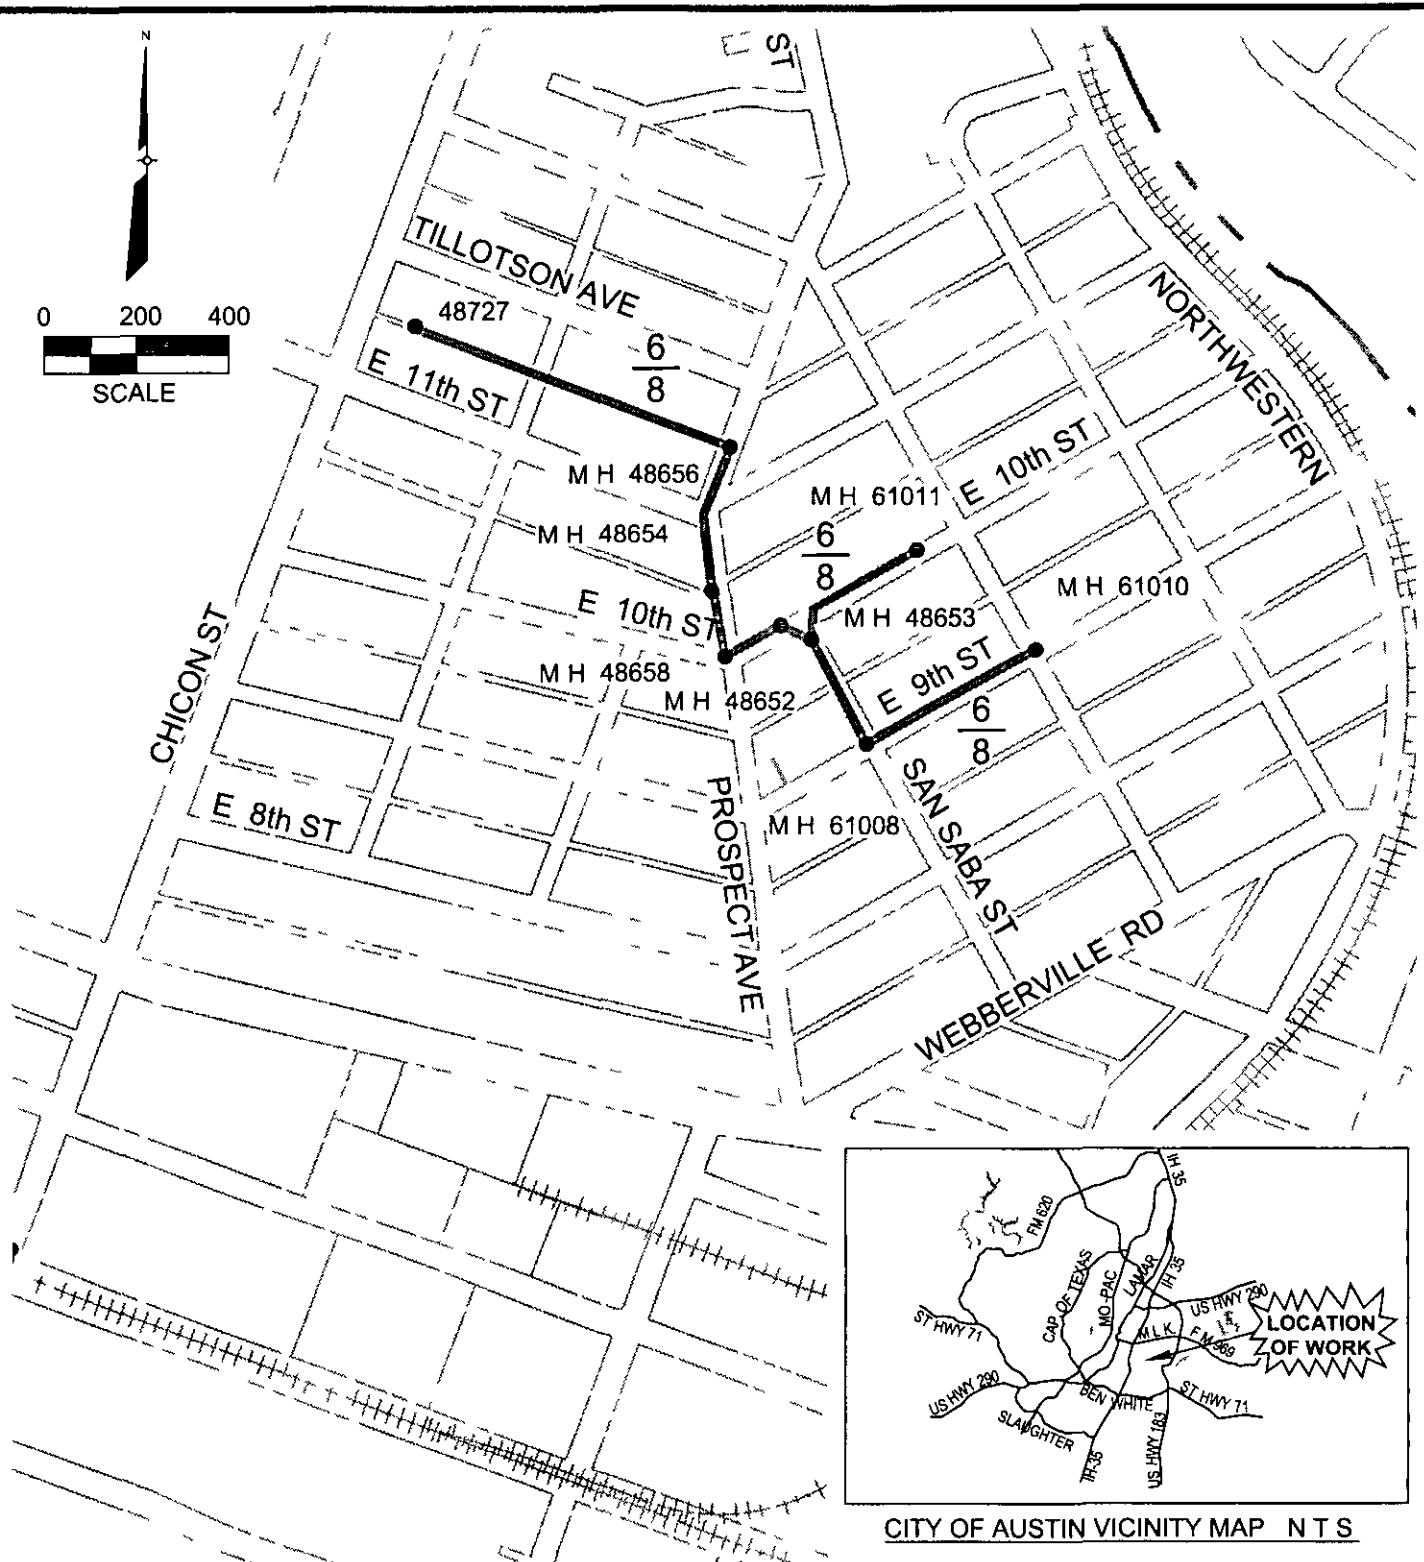 N
ST
TILLOTSON AVE
0 200 400
SCALE
48727
6
8
E 11th ST
NORTHWESTERN
M H 48656
M H 61011
E 10th ST
M H 48654
6
8
M H 61010
E 10th ST
M H 48653
CHICON ST
M H 48658
M H 48652
E 9th ST
6
8
E 8th ST
PROSPECT AVE
SAN SABA ST
M H 61008
WEBBERVILLE RD
IH 35
FM 620
CAP OF TEXAS
MO-PAC
LAMAR
IH 35
US HWY 290
ST HWY 71
M L K
F M 969
LOCATION
OF WORK
US HWY 290
BEN WHITE
ST HWY 71
SLAUGHTER
IH-35
US HWY 183
CITY OF AUSTIN VICINITY MAP N T S